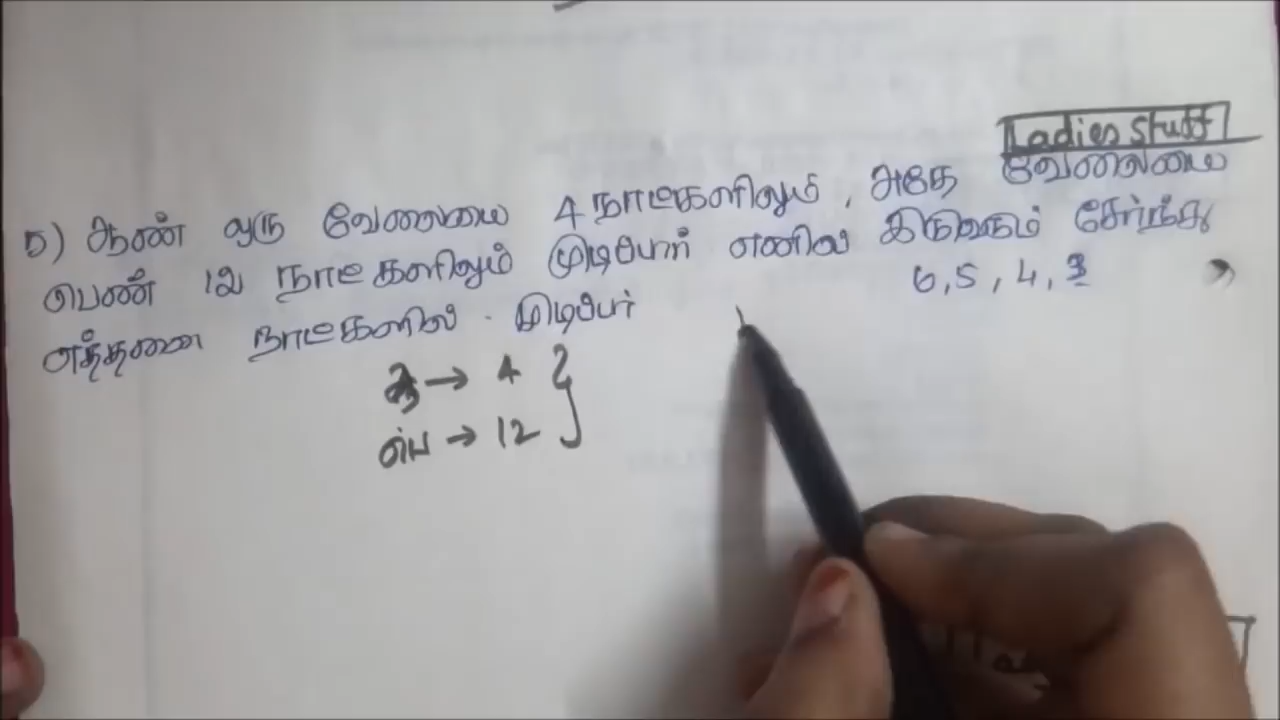 Ladies Stuff
5) ஆண் ஒரு வேலையை 4 நாட்களிலும், அதே வேலையை
பெண் 12 நாட்களிலும் முடிப்பார் எனில் இருவரும் சேர்ந்து
எத்தனை நாட்களில் முடிப்பர்
6, 5, 4, 3
ஆ → 4
பெ → 12